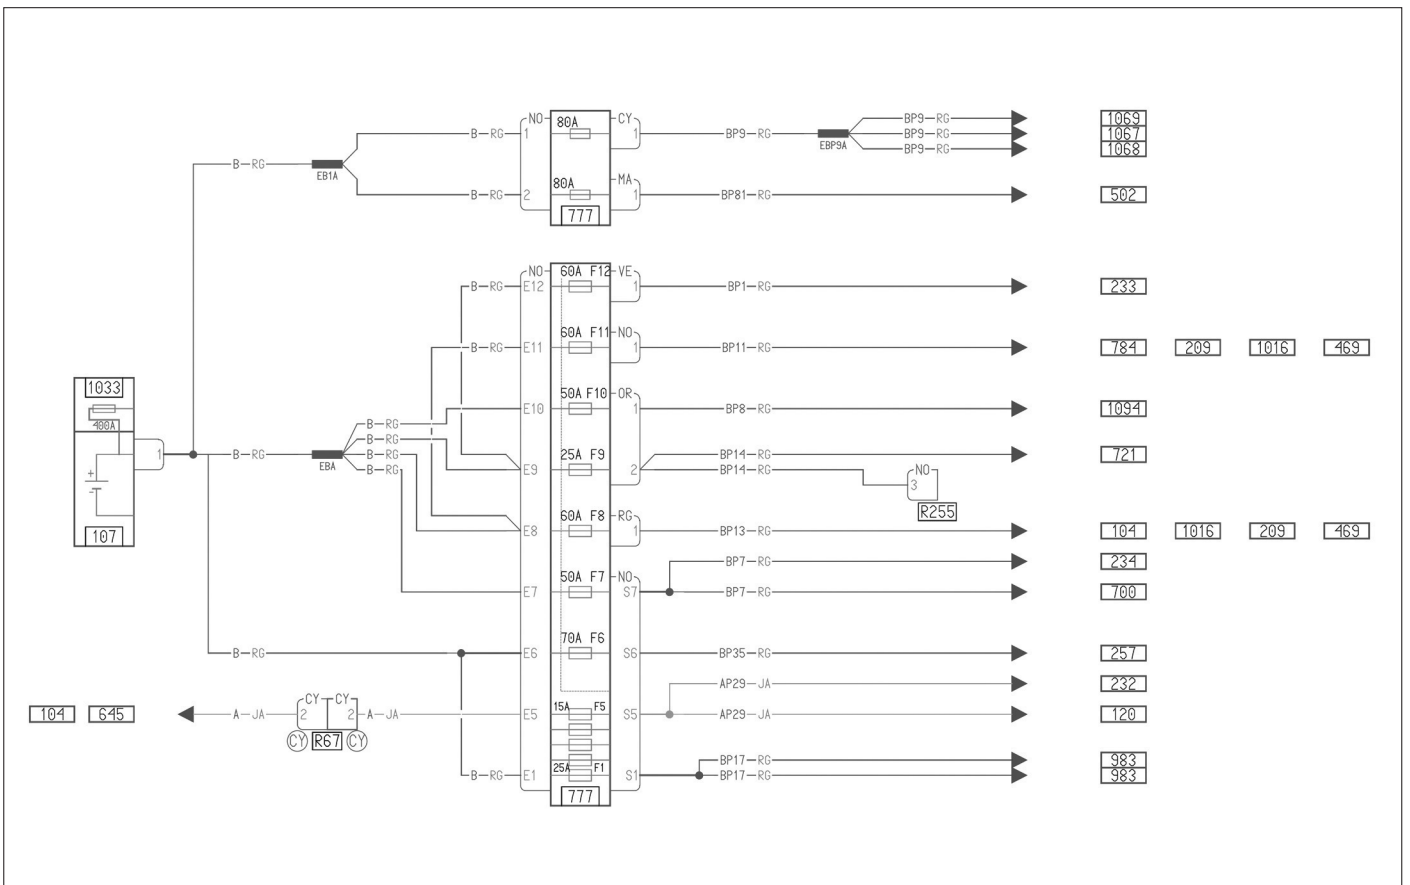 NO 80A CY BP9-RG 1069
B-RG 1 1 BP9-RG EBP9A BP9-RG 1067
BP9-RG 1068
B-RG EB1A
80A MA
B-RG 2 1 BP81-RG 502
777
NO 60A F12 VE
B-RG E12 1 BP1-RG 233
60A F11 NO
B-RG E11 1 BP11-RG 784 209 1016 469
1033
400A
50A F10 OR
E10 1 BP8-RG 1094
B-RG
B-RG
1 B-RG EBA B-RG 25A F9 BP14-RG 721
B-RG E9 2 BP14-RG NO
+
-
3
R255
107
60A F8 RG
E8 1 BP13-RG 104 1016 209 469
BP7-RG 234
50A F7 NO
E7 S7 BP7-RG 700
70A F6
B-RG E6 S6 BP35-RG 257
AP29-JA 232
CY CY 15A F5
104 645 A-JA 2 2 A-JA E5 S5 AP29-JA 120
CY R67 CY
BP17-RG 983
25A F1
B-RG E1 S1 BP17-RG 983
777